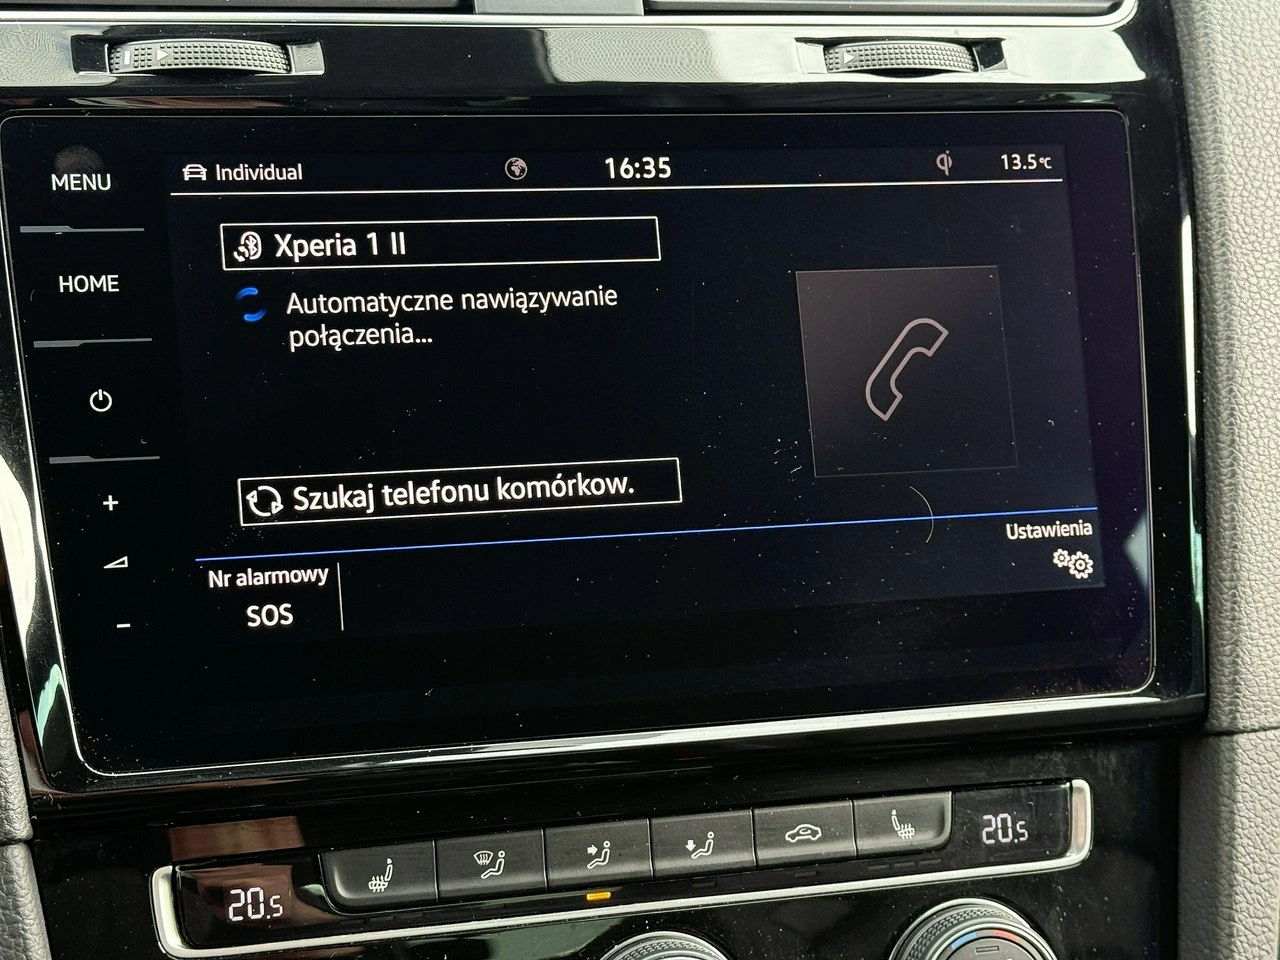 MENU
HOME
+
-
Individual
16:35
13.5°C
Xperia 1 II
Automatyczne nawiązywanie
połączenia...
Szukaj telefonu komórkow.
Ustawienia
Nr alarmowy
SOS
20.5
20.5